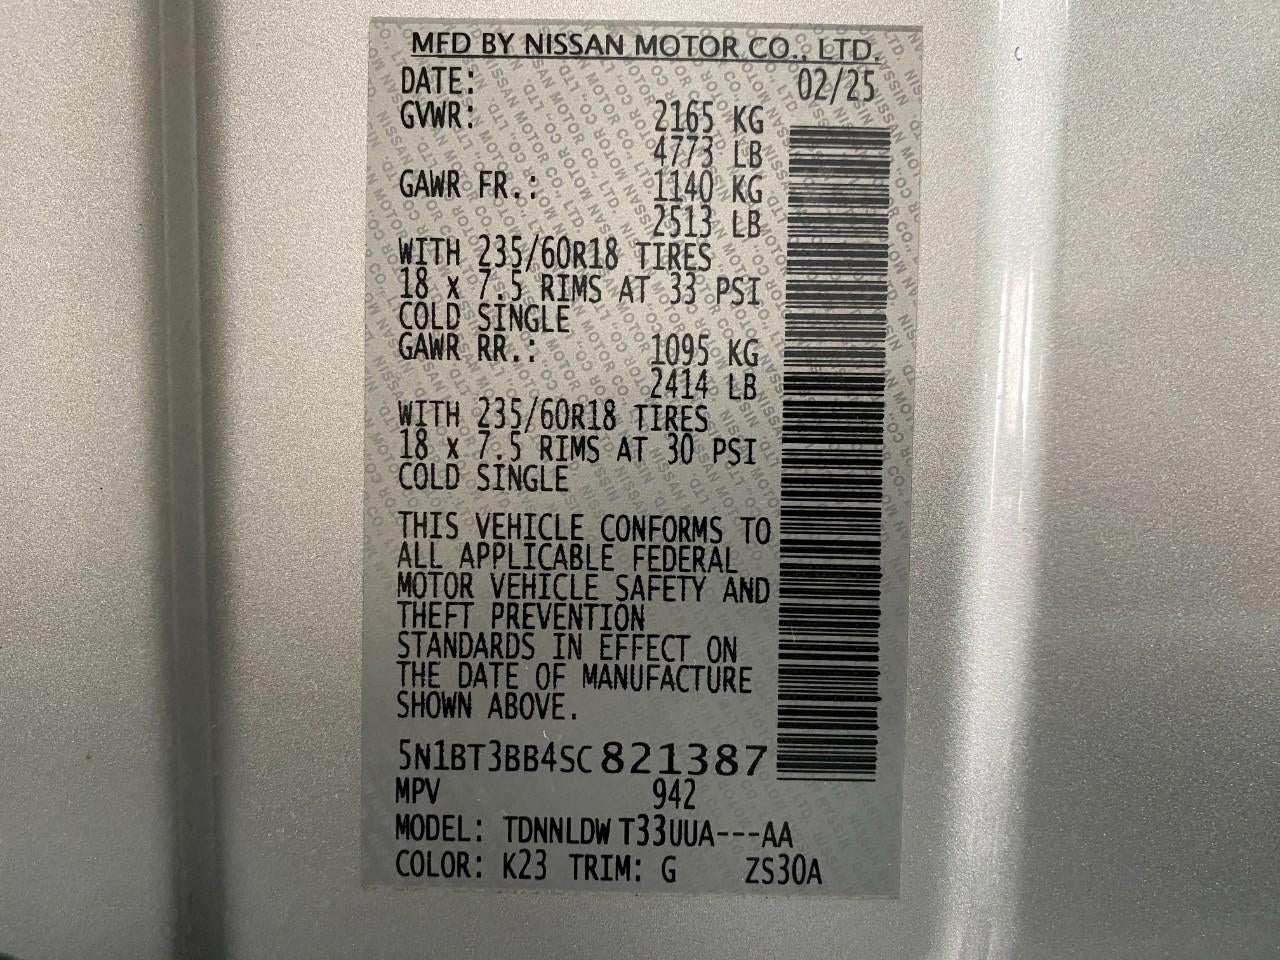 MFD BY NISSAN MOTOR CO., LTD.
DATE: 02/25
GVWR: 2165 KG
4773 LB
GAWR FR.: 1140 KG
2513 LB
WITH 235/60R18 TIRES
18 x 7.5 RIMS AT 33 PSI
COLD SINGLE
GAWR RR.: 1095 KG
2414 LB
WITH 235/60R18 TIRES
18 x 7.5 RIMS AT 30 PSI
COLD SINGLE
THIS VEHICLE CONFORMS TO
ALL APPLICABLE FEDERAL
MOTOR VEHICLE SAFETY AND
THEFT PREVENTION
STANDARDS IN EFFECT ON
THE DATE OF MANUFACTURE
SHOWN ABOVE.
5N1BT3BB4SC821387
MPV 942
MODEL: TDNNLDWT33UUA---AA
COLOR: K23 TRIM: G ZS30A